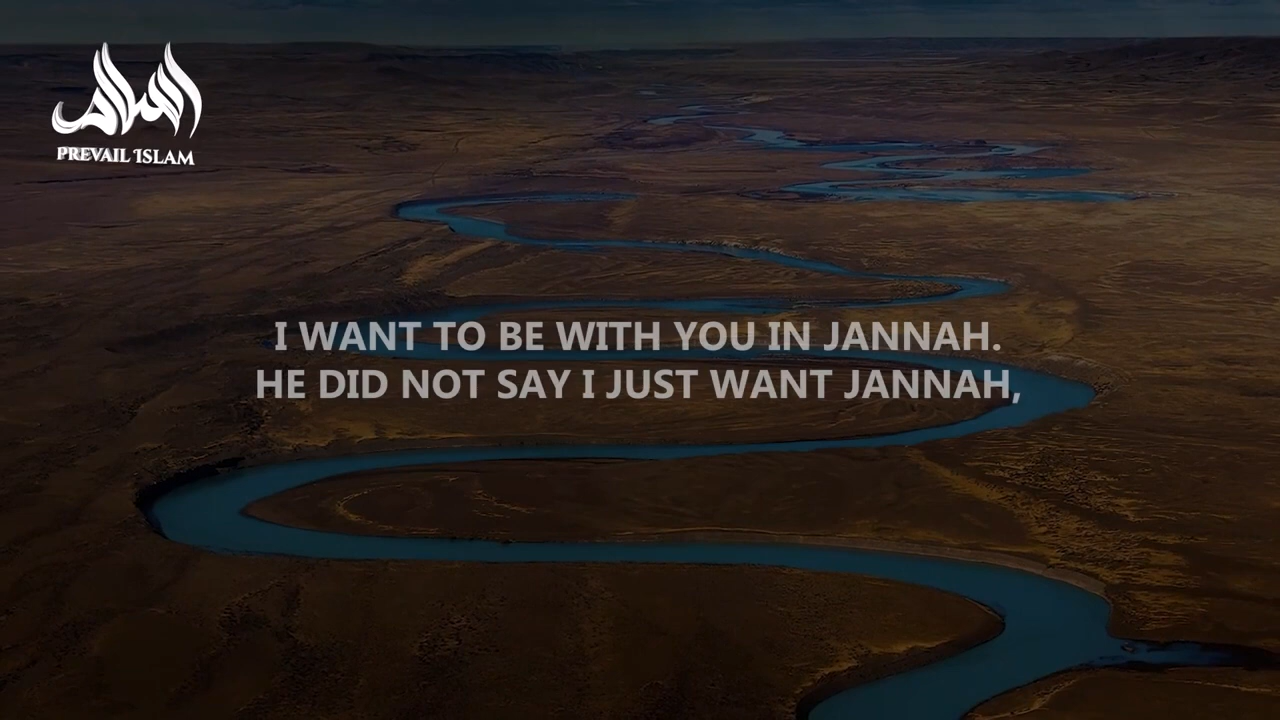 PREVAIL ISLAM
I WANT TO BE WITH YOU IN JANNAH.
HE DID NOT SAY I JUST WANT JANNAH,